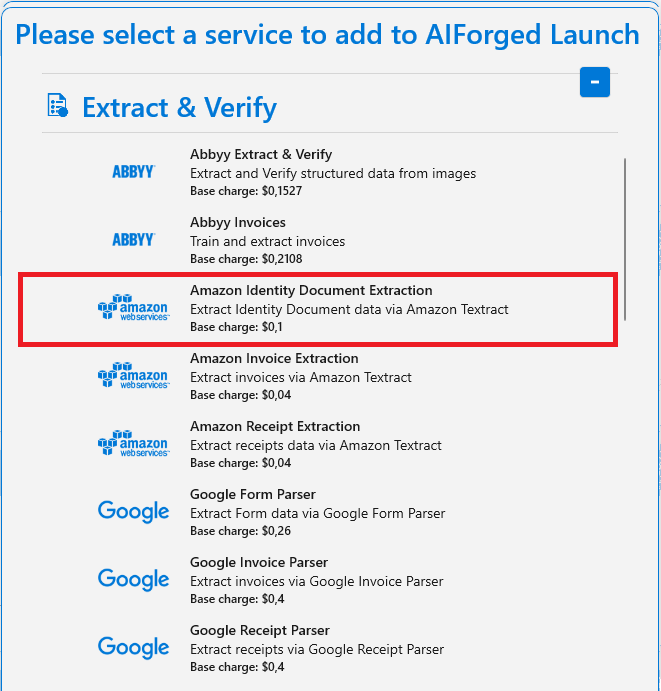 Please select a service to add to AIForged Launch
Extract & Verify
ABBYY
Abbyy Extract & Verify
Extract and Verify structured data from images
Base charge: $0,1527
ABBYY
Abbyy Invoices
Train and extract invoices
Base charge: $0,2108
amazon
webservices™
Amazon Identity Document Extraction
Extract Identity Document data via Amazon Textract
Base charge: $0,1
amazon
webservices™
Amazon Invoice Extraction
Extract invoices via Amazon Textract
Base charge: $0,04
amazon
webservices™
Amazon Receipt Extraction
Extract receipts data via Amazon Textract
Base charge: $0,04
Google
Google Form Parser
Extract Form data via Google Form Parser
Base charge: $0,26
Google
Google Invoice Parser
Extract invoices via Google Invoice Parser
Base charge: $0,4
Google
Google Receipt Parser
Extract receipts via Google Receipt Parser
Base charge: $0,4